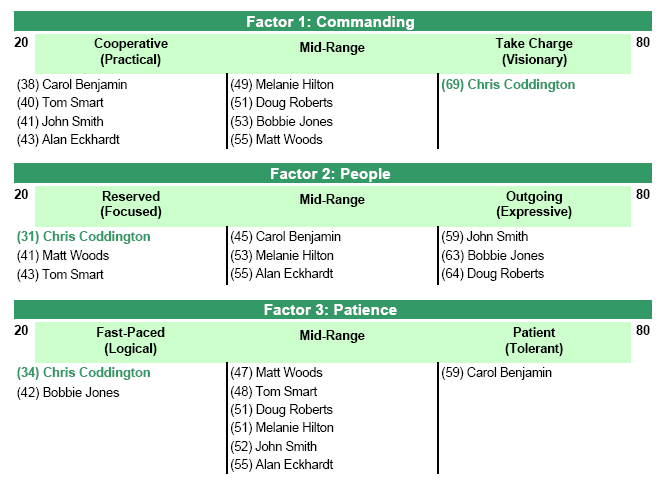 Factor 1: Commanding
20 Cooperative (Practical) Mid-Range Take Charge (Visionary) 80
(38) Carol Benjamin (49) Melanie Hilton (69) Chris Coddington
(40) Tom Smart (51) Doug Roberts
(41) John Smith (53) Bobbie Jones
(43) Alan Eckhardt (55) Matt Woods
Factor 2: People
20 Reserved (Focused) Mid-Range Outgoing (Expressive) 80
(31) Chris Coddington (45) Carol Benjamin (59) John Smith
(41) Matt Woods (53) Melanie Hilton (63) Bobbie Jones
(43) Tom Smart (55) Alan Eckhardt (64) Doug Roberts
Factor 3: Patience
20 Fast-Paced (Logical) Mid-Range Patient (Tolerant) 80
(34) Chris Coddington (47) Matt Woods (59) Carol Benjamin
(42) Bobbie Jones (48) Tom Smart
(51) Doug Roberts
(51) Melanie Hilton
(52) John Smith
(55) Alan Eckhardt